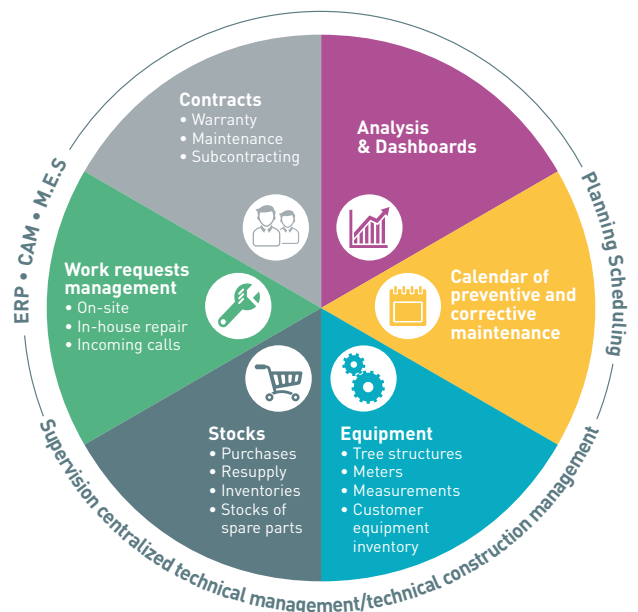 Contracts
• Warranty
• Maintenance
• Subcontracting
Analysis
& Dashboards
Calendar of
preventive and
corrective
maintenance
Equipment
• Tree structures
• Meters
• Measurements
• Customer
equipment
inventory
Stocks
• Purchases
• Resupply
• Inventories
• Stocks of
spare parts
Work requests
management
• On-site
• In-house repair
• Incoming calls
ERP • CAM • M.E.S
Planning Scheduling
Supervision centralized technical management/technical construction management